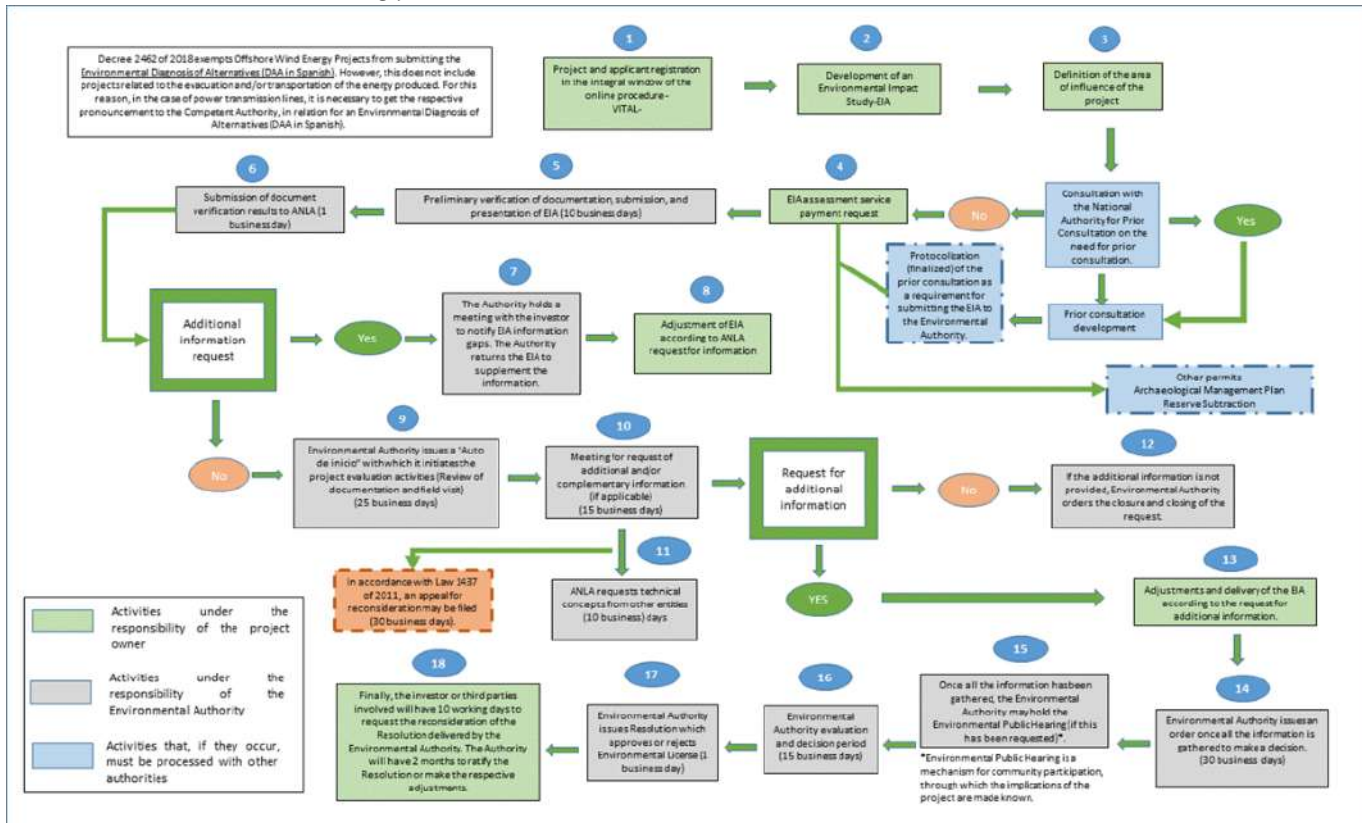 Decree 2462 of 2018 exempts Offshore Wind Energy Projects from submitting the
Environmental Diagnosis of Alternatives (DAA in Spanish). However, this does not include
projects related to the evacuation and/or transportation of the energy produced. For this
reason, in the case of power transmission lines, it is necessary to get the respective
pronouncement to the Competent Authority, in relation for an Environmental Diagnosis of
Alternatives (DAA in Spanish).
1
Project and applicant registration
in the integral window of the
online procedure-
VITAL-
2
Development of an
Environmental Impact
Study-EIA
3
Definition of the area
of influence of the
project
6
Submission of document
verification results to ANLA (1
business day)
5
Preliminary verification of documentation, submission, and
presentation of EIA (10 business days)
4
EIA assessment service
payment request
No
Consultation with
the National
Authority for Prior
Consultation on the
need for prior
consultation.
Yes
Protocolization
(finalized) of the
prior consultation as
a requirement for
submitting the EIA to
the Environmental
Authority.
Prior consultation
development
Other permits
Archaeological Management Plan
Reserve Subtraction
Additional
information
request
Yes
7
The Authority holds a
meeting with the investor
to notify EIA information
gaps. The Authority
returns the EIA to
supplement the
information.
8
Adjustment of EIA
according to ANLA
request for information
No
9
Environmental Authority issues a "Auto
de inicio" with which it initiates the
project evaluation activities (Review
of documentation and field visit)
(25 business days)
10
Meeting for request of
additional and/or
complementary information
(if applicable)
(15 business days)
Request for
additional
information
No
12
If the additional information is
not provided, Environmental Authority
orders the closure and closing of the
request.
11
In accordance with Law 1437
of 2011, an appeal for
reconsideration may be filed
(30 business days).
ANLA requests technical
concepts from other entities
(10 business) days
YES
13
Adjustments and delivery of the EIA
according to the request for
additional information.
Activities under the
responsibility of the project
owner
Activities under the
responsibility of the
Environmental Authority
Activities that, if they occur,
must be processed with other
authorities
18
Finally, the investor or third parties
involved will have 10 working days to
request the reconsideration of the
Resolution delivered by the
Environmental Authority. The Authority
will have 2 months to ratify the
Resolution or make the respective
adjustments.
17
Environmental Authority
issues Resolution which
approves or rejects
Environmental License (1
business day)
16
Environmental
Authority evaluation
and decision period
(15 business days)
15
Once all the information has been
gathered, the Environmental
Authority may hold the
Environmental Public Hearing (if this
has been requested)*.
*Environmental Public Hearing is a
mechanism for community participation,
through which the implications of the
project are made known.
14
Environmental Authority issues an
order once all the information is
gathered to make a decision.
(30 business days)